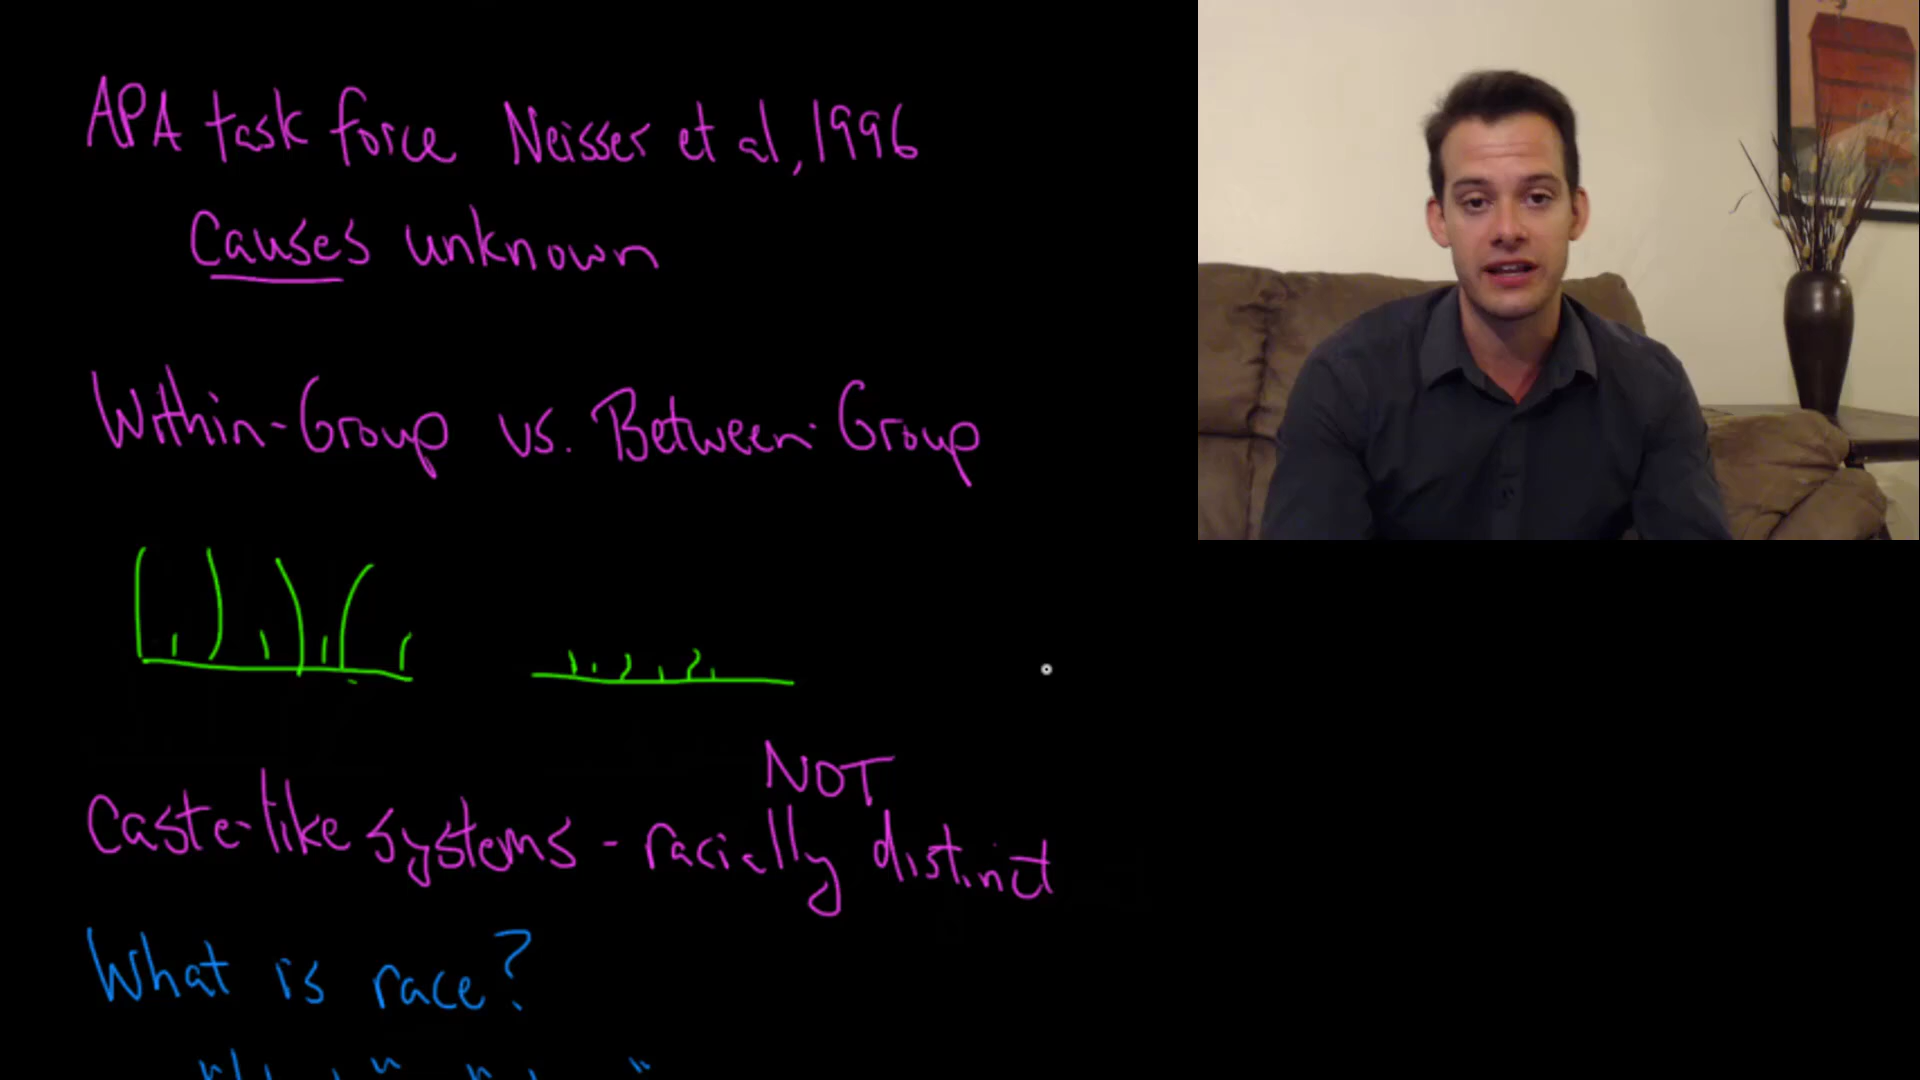 APA task force Neisser et al, 1996
Causes unknown
Within-Group vs. Between-Group
NOT
Caste-like systems - racially distinct
What is race?